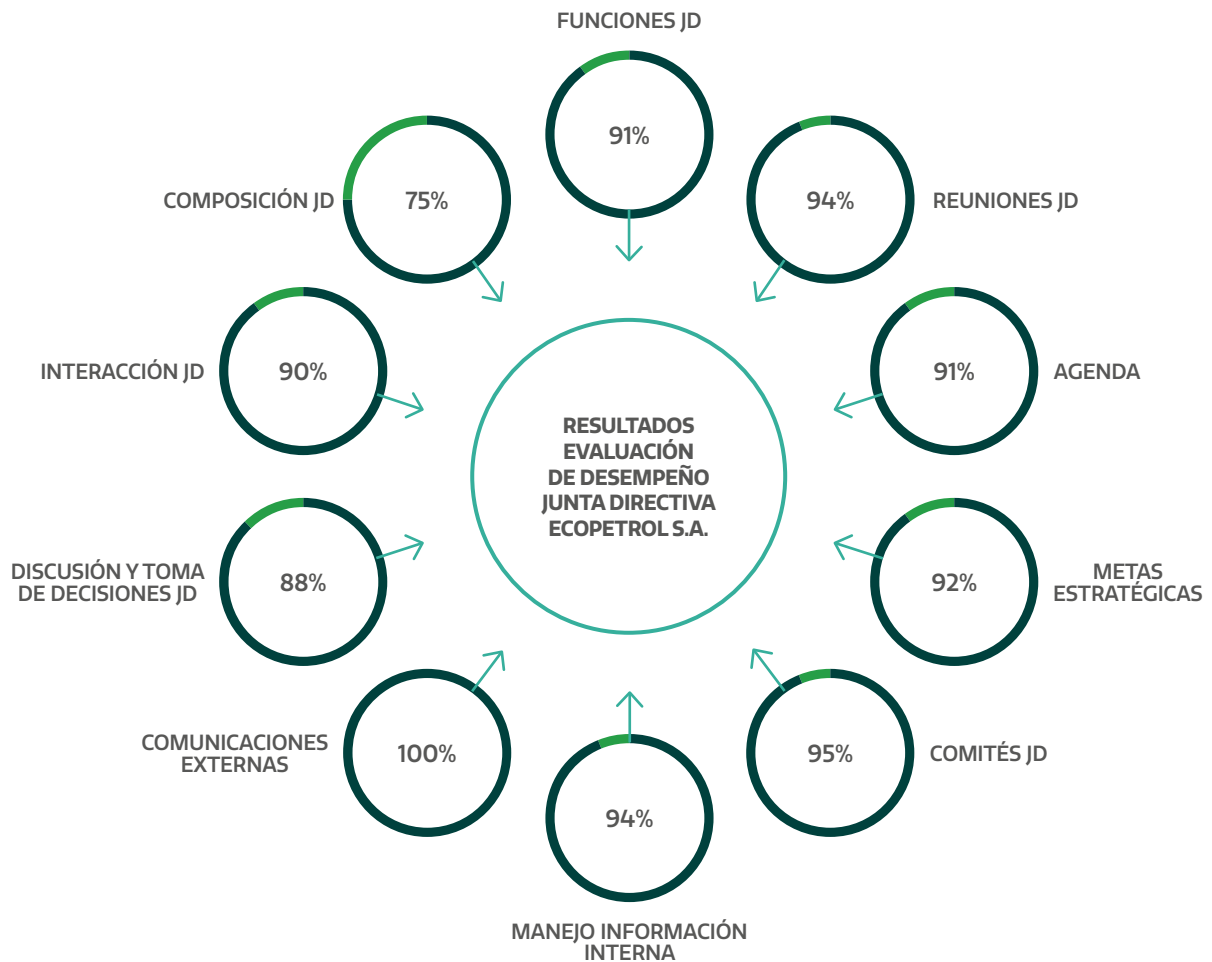 FUNCIONES JD
91%
COMPOSICIÓN JD
75%
94%
REUNIONES JD
INTERACCIÓN JD
90%
91%
AGENDA
RESULTADOS
EVALUACIÓN
DE DESEMPEÑO
JUNTA DIRECTIVA
ECOPETROL S.A.
DISCUSIÓN Y TOMA
DE DECISIONES JD
88%
92%
METAS
ESTRATÉGICAS
COMUNICACIONES
EXTERNAS
100%
95%
COMITÉS JD
94%
MANEJO INFORMACIÓN
INTERNA